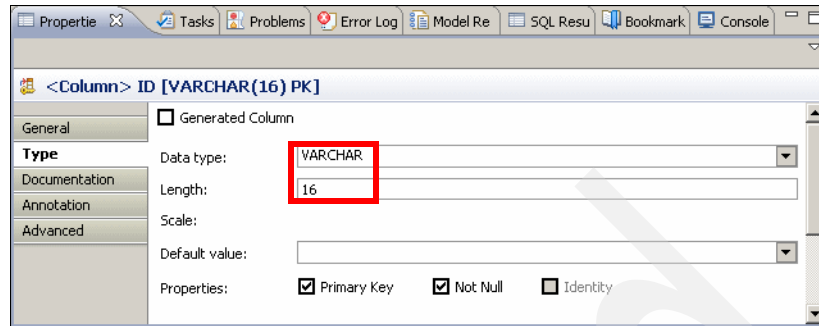 Propertie Tasks Problems Error Log Model Re SQL Resu Bookmark Console
<Column> ID [VARCHAR(16) PK]
General
Type
Documentation
Annotation
Advanced
Generated Column
Data type: VARCHAR
Length: 16
Scale:
Default value:
Properties: Primary Key Not Null Identity